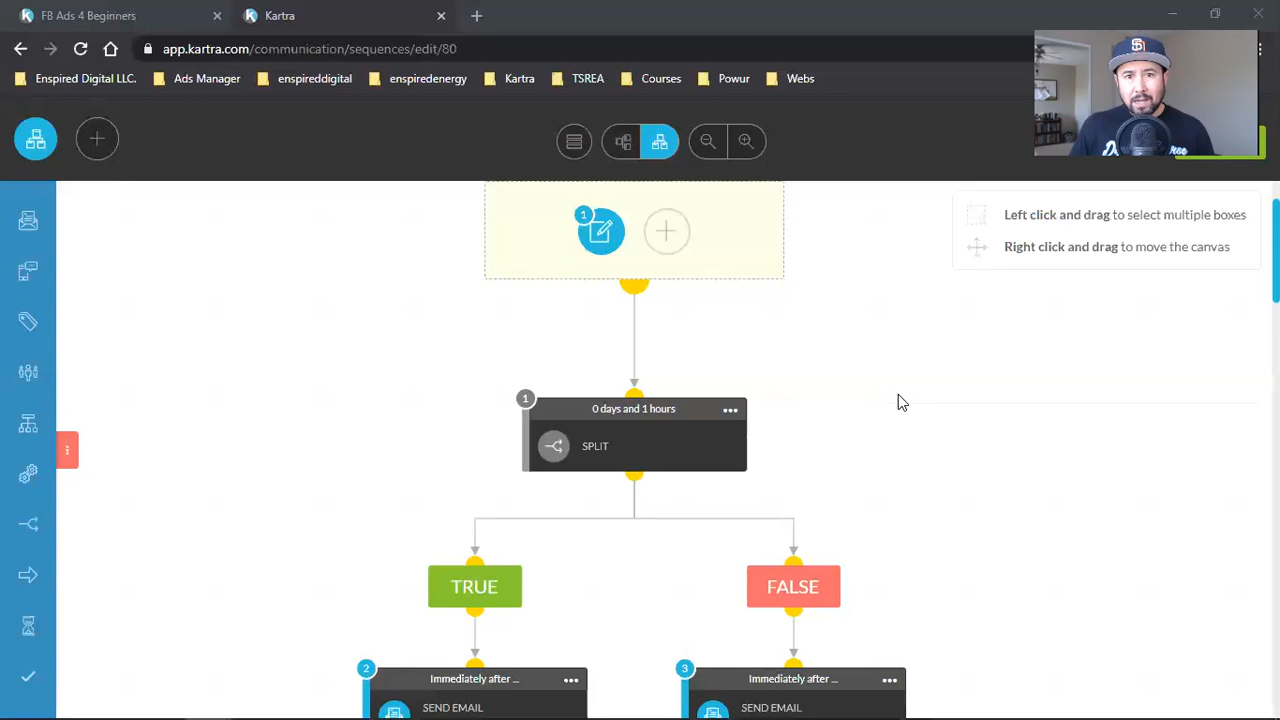 FB Ads 4 Beginners
Kartra
app.kartra.com/communication/sequences/edit/80
Enspired Digital LLC.
Ads Manager
enspireddigital
enspiredenergy
Kartra
TSREA
Courses
Powur
Webs
Left click and drag to select multiple boxes
Right click and drag to move the canvas
1
1
0 days and 1 hours
SPLIT
TRUE
FALSE
2
Immediately after ...
SEND EMAIL
3
Immediately after ...
SEND EMAIL